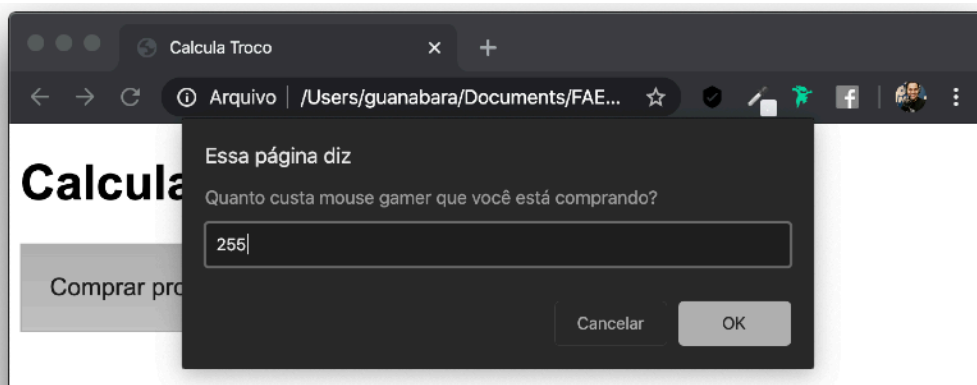 Calcula Troco
Arquivo | /Users/guanabara/Documents/FAE...
Essa página diz
Calcula
Quanto custa mouse gamer que você está comprando?
255
Comprar pro
Cancelar
OK